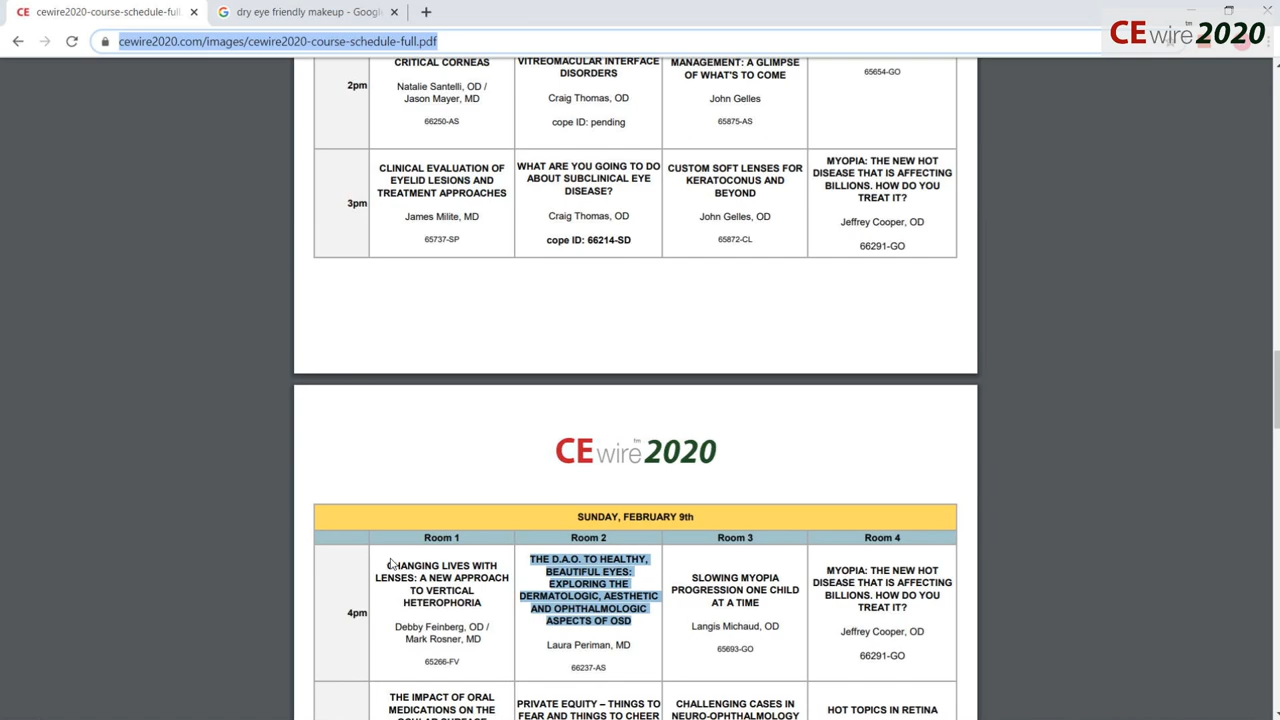 cewire2020-course-schedule-full
dry eye friendly makeup - Google
cewire2020.com/images/cewire2020-course-schedule-full.pdf
CE wire 2020
2pm
CRITICAL CORNEAS
Natalie Santelli, OD /
Jason Mayer, MD
66250-AS
VITREOMACULAR INTERFACE
DISORDERS
Craig Thomas, OD
cope ID: pending
MANAGEMENT: A GLIMPSE
OF WHAT'S TO COME
John Gelles
65875-AS
65654-GO
3pm
CLINICAL EVALUATION OF
EYELID LESIONS AND
TREATMENT APPROACHES
James Milite, MD
65737-SP
WHAT ARE YOU GOING TO DO
ABOUT SUBCLINICAL EYE
DISEASE?
Craig Thomas, OD
cope ID: 66214-SD
CUSTOM SOFT LENSES FOR
KERATOCONUS AND
BEYOND
John Gelles, OD
65872-CL
MYOPIA: THE NEW HOT
DISEASE THAT IS AFFECTING
BILLIONS. HOW DO YOU
TREAT IT?
Jeffrey Cooper, OD
66291-GO
CE wire 2020
SUNDAY, FEBRUARY 9th
Room 1 Room 2 Room 3 Room 4
4pm
CHANGING LIVES WITH
LENSES: A NEW APPROACH
TO VERTICAL
HETEROPHORIA
Debby Feinberg, OD /
Mark Rosner, MD
65266-FV
THE D.A.O. TO HEALTHY,
BEAUTIFUL EYES:
EXPLORING THE
DERMATOLOGIC, AESTHETIC
AND OPHTHALMOLOGIC
ASPECTS OF OSD
Laura Periman, MD
66237-AS
SLOWING MYOPIA
PROGRESSION ONE CHILD
AT A TIME
Langis Michaud, OD
65693-GO
MYOPIA: THE NEW HOT
DISEASE THAT IS AFFECTING
BILLIONS. HOW DO YOU
TREAT IT?
Jeffrey Cooper, OD
66291-GO
THE IMPACT OF ORAL
MEDICATIONS ON THE
OCULAR SURFACE
PRIVATE EQUITY – THINGS TO
FEAR AND THINGS TO CHEER
CHALLENGING CASES IN
NEURO-OPHTHALMOLOGY
HOT TOPICS IN RETINA